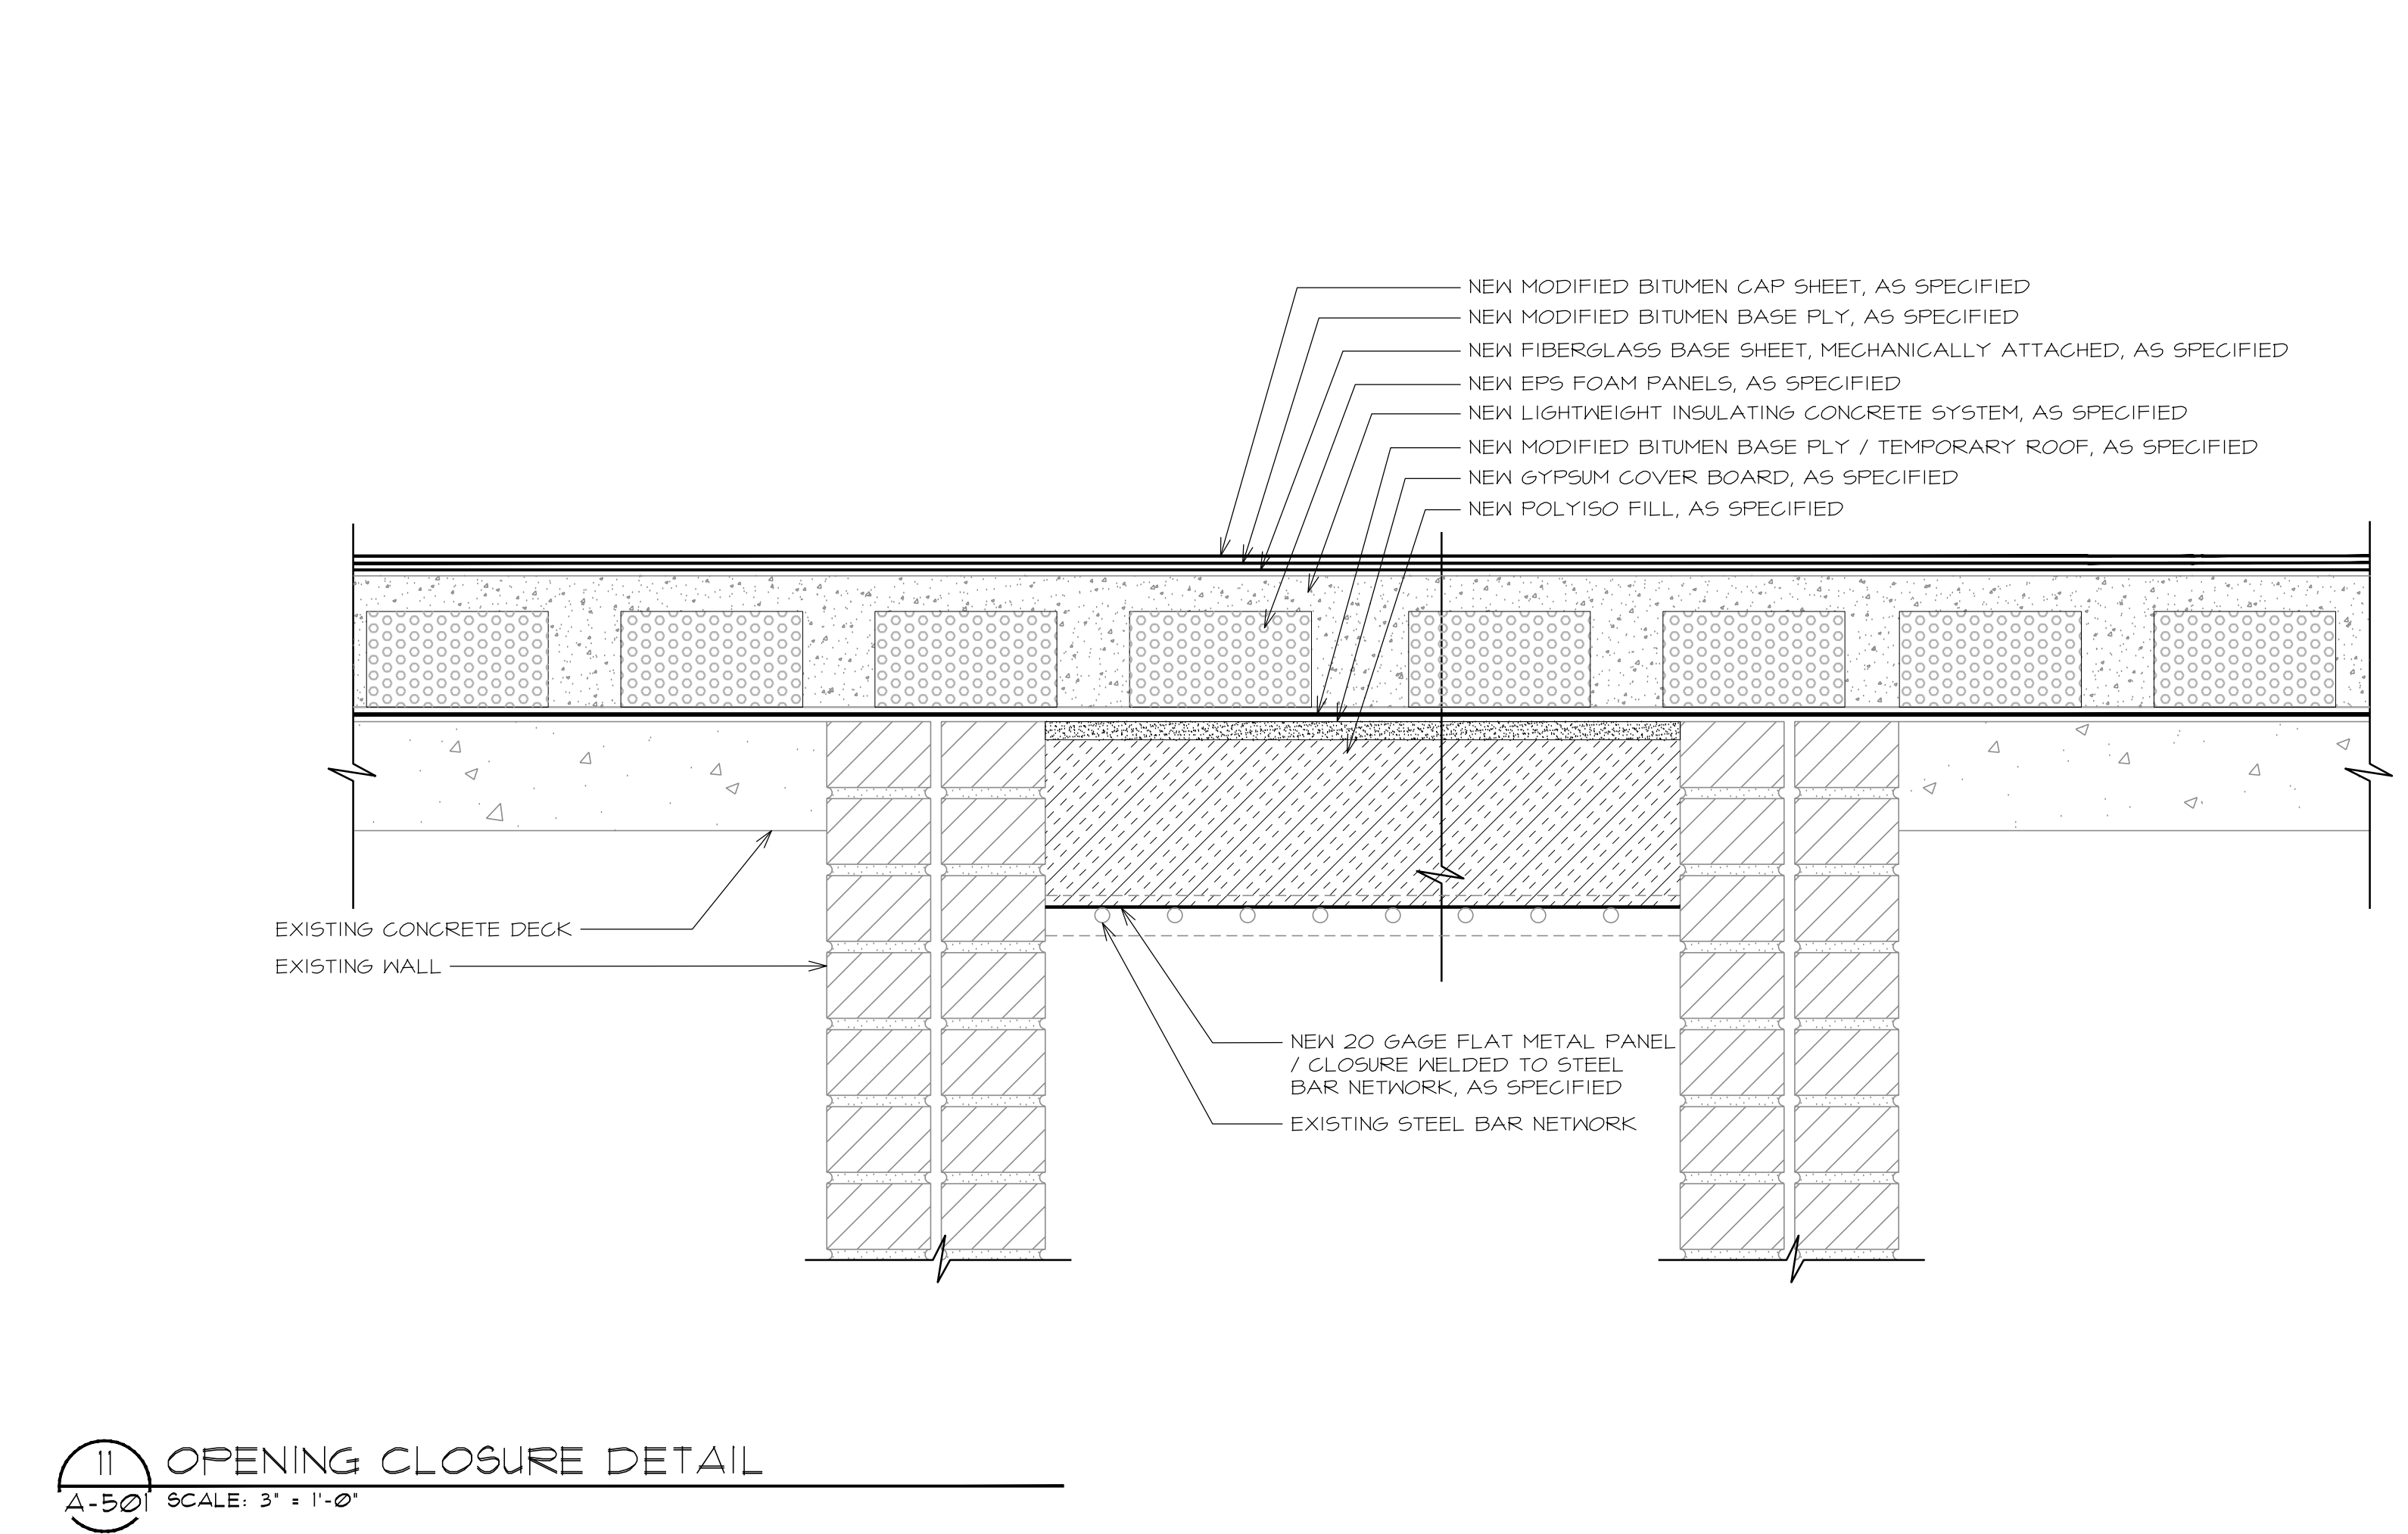 NEW MODIFIED BITUMEN CAP SHEET, AS SPECIFIED
NEW MODIFIED BITUMEN BASE PLY, AS SPECIFIED
NEW FIBERGLASS BASE SHEET, MECHANICALLY ATTACHED, AS SPECIFIED
NEW EPS FOAM PANELS, AS SPECIFIED
NEW LIGHTWEIGHT INSULATING CONCRETE SYSTEM, AS SPECIFIED
NEW MODIFIED BITUMEN BASE PLY / TEMPORARY ROOF, AS SPECIFIED
NEW GYPSUM COVER BOARD, AS SPECIFIED
NEW POLYISO FILL, AS SPECIFIED
EXISTING CONCRETE DECK
EXISTING WALL
NEW 20 GAGE FLAT METAL PANEL
/ CLOSURE WELDED TO STEEL
BAR NETWORK, AS SPECIFIED
EXISTING STEEL BAR NETWORK
11
OPENING CLOSURE DETAIL
A-501
SCALE: 3" = 1'-0"